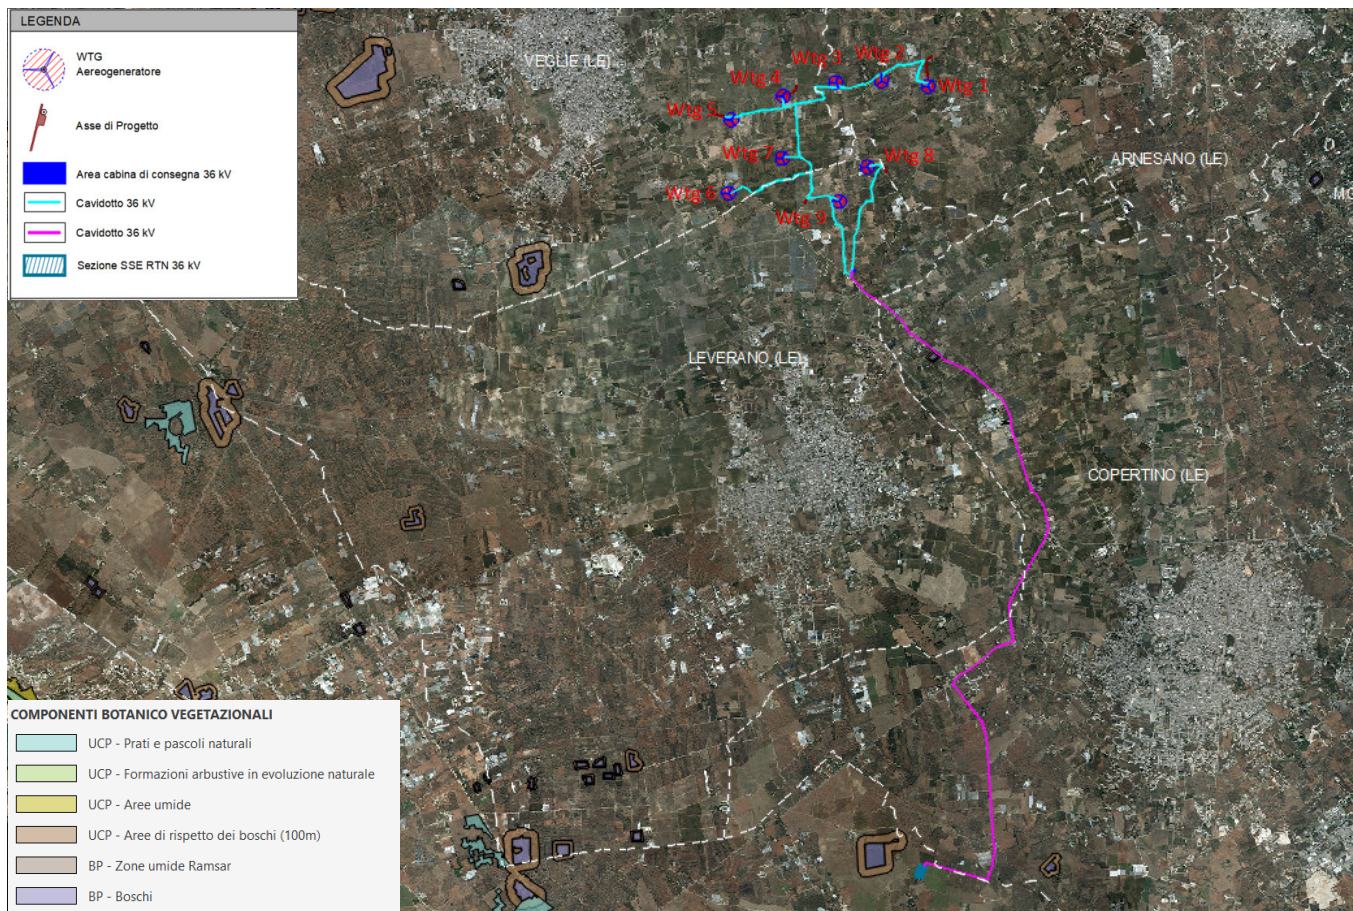 LEGENDA
WTG
Aereogeneratore
Asse di Progetto
Area cabina di consegna 36 kV
Cavidotto 36 kV
Cavidotto 36 kV
Sezione SSE RTN 36 kV
VEGLIE (LE)
Wtg 3
Wtg 2
Wtg 4
Wtg 1
Wtg 5
Wtg 7
Wtg 8
Wtg 6
Wtg 9
ARNESANO (LE)
MO
LEVERANO (LE)
COPERTINO (LE)
COMPONENTI BOTANICO VEGETAZIONALI
UCP - Prati e pascoli naturali
UCP - Formazioni arbustive in evoluzione naturale
UCP - Aree umide
UCP - Aree di rispetto dei boschi (100m)
BP - Zone umide Ramsar
BP - Boschi